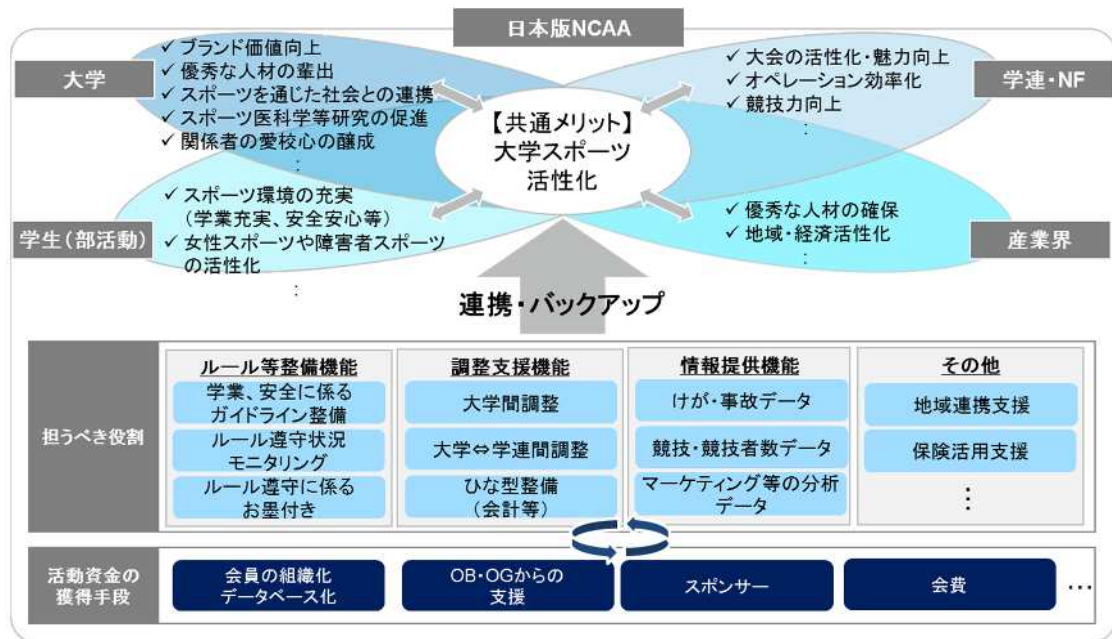 日本版NCAA
大学
✓ ブランド価値向上
✓ 優秀な人材の輩出
✓ スポーツを通じた社会との連携
✓ スポーツ医科学等研究の促進
✓ 関係者の愛校心の醸成
:
✓ 大会の活性化・魅力向上
✓ オペレーション効率化
✓ 競技力向上
:
学連・NF
【共通メリット】
大学スポーツ
活性化
学生(部活動)
✓ スポーツ環境の充実
(学業充実、安全安心等)
✓ 女性スポーツや障害者スポーツ
の活性化
:
✓ 優秀な人材の確保
✓ 地域・経済活性化
:
産業界
連携・バックアップ
担うべき役割
ルール等整備機能
学業、安全に係る
ガイドライン整備
ルール遵守状況
モニタリング
ルール遵守に係る
お墨付き
調整支援機能
大学間調整
大学⇔学連間調整
ひな型整備
(会計等)
情報提供機能
けが・事故データ
競技・競技者数データ
マーケティング等の分析
データ
その他
地域連携支援
保険活用支援
⋮
活動資金の
獲得手段
会員の組織化
データベース化
OB・OGからの
支援
スポンサー
会費
…